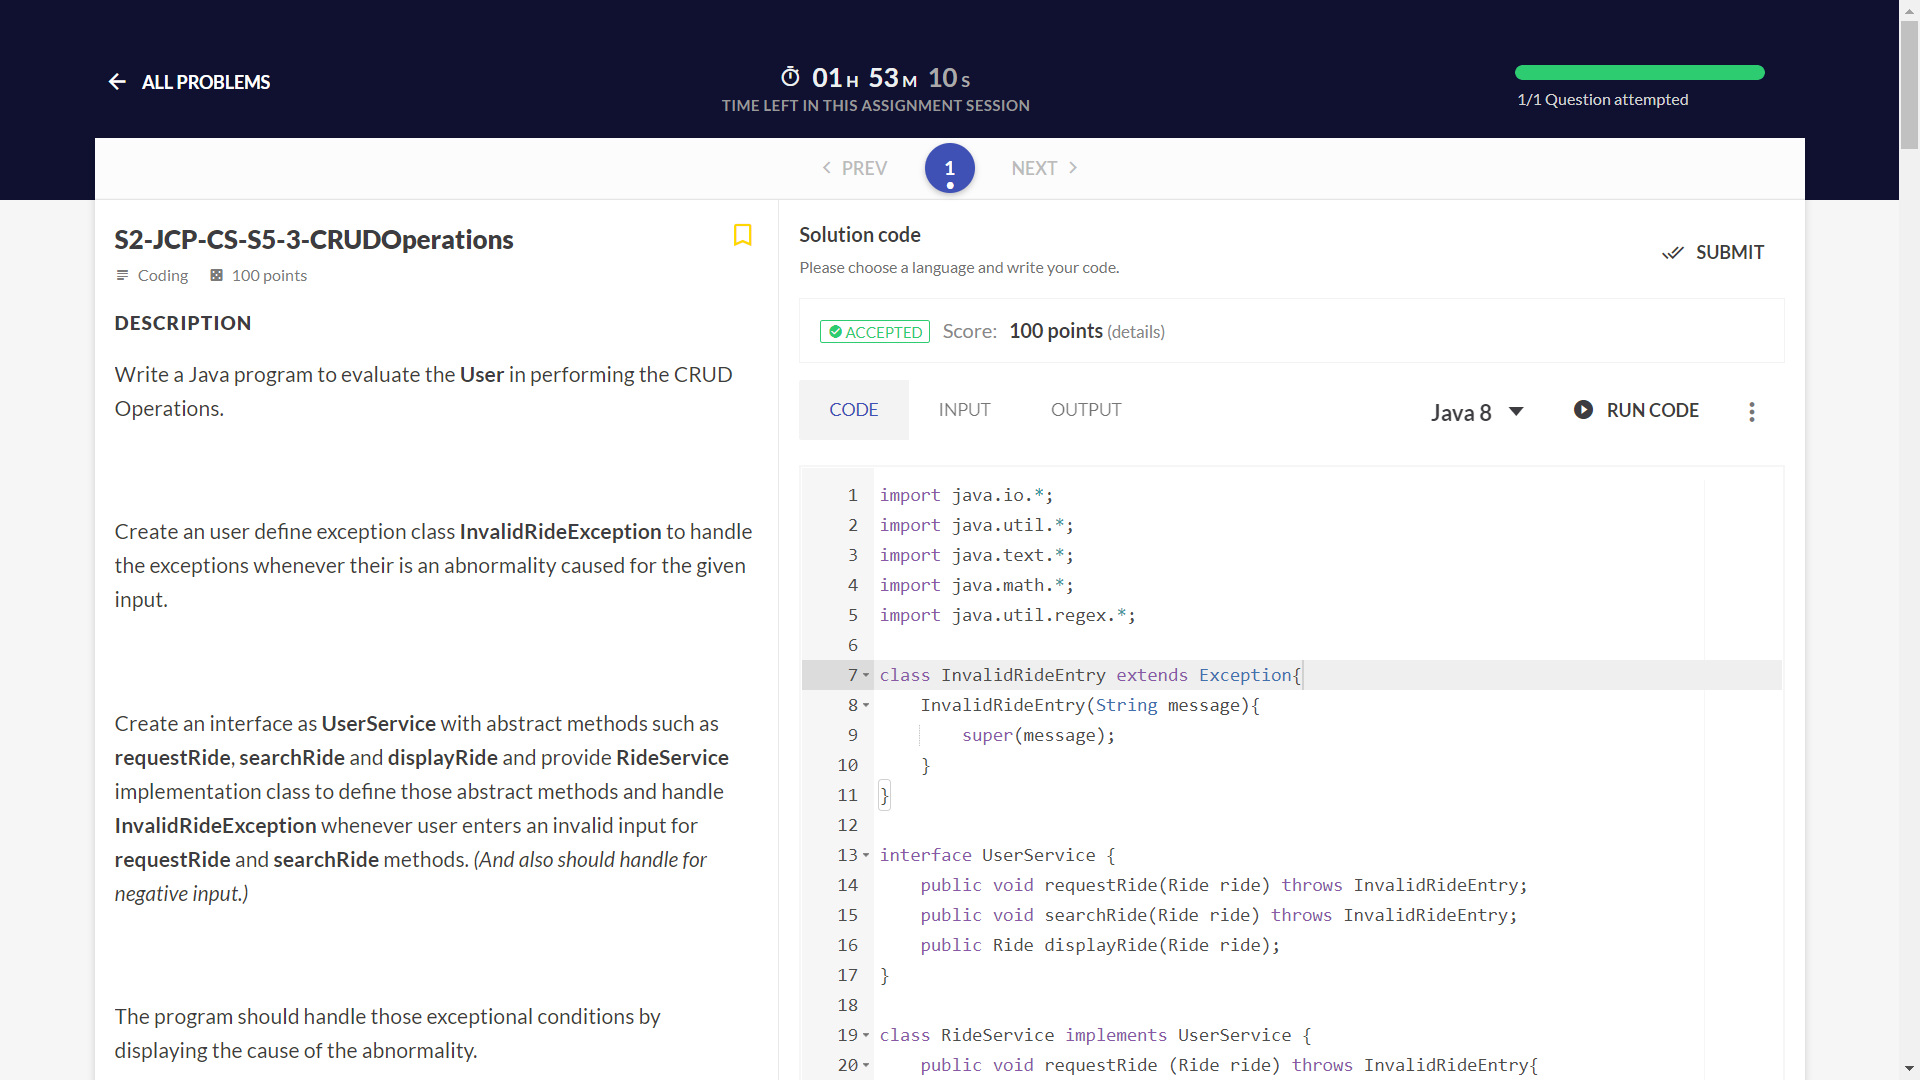 ALL PROBLEMS
01 H 53 M 10 S
TIME LEFT IN THIS ASSIGNMENT SESSION
1/1 Question attempted
PREV
1
NEXT
S2-JCP-CS-S5-3-CRUDOperations
Coding
100 points
DESCRIPTION
Write a Java program to evaluate the User in performing the CRUD
Operations.
Create an user define exception class InvalidRideException to handle
the exceptions whenever their is an abnormality caused for the given
input.
Create an interface as UserService with abstract methods such as
requestRide, searchRide and displayRide and provide RideService
implementation class to define those abstract methods and handle
InvalidRideException whenever user enters an invalid input for
requestRide and searchRide methods. (And also should handle for
negative input.)
The program should handle those exceptional conditions by
displaying the cause of the abnormality.
Solution code
Please choose a language and write your code.
SUBMIT
ACCEPTED Score: 100 points (details)
CODE
INPUT
OUTPUT
Java 8
RUN CODE
1 import java.io.*;
2 import java.util.*;
3 import java.text.*;
4 import java.math.*;
5 import java.util.regex.*;
6
7 class InvalidRideEntry extends Exception{
8     InvalidRideEntry(String message){
9         super(message);
10     }
11 }
12
13 interface UserService {
14     public void requestRide(Ride ride) throws InvalidRideEntry;
15     public void searchRide(Ride ride) throws InvalidRideEntry;
16     public Ride displayRide(Ride ride);
17 }
18
19 class RideService implements UserService {
20     public void requestRide (Ride ride) throws InvalidRideEntry{